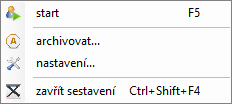 start F5
archivovat...
nastavení...
zavřít sestavení Ctrl+Shift+F4